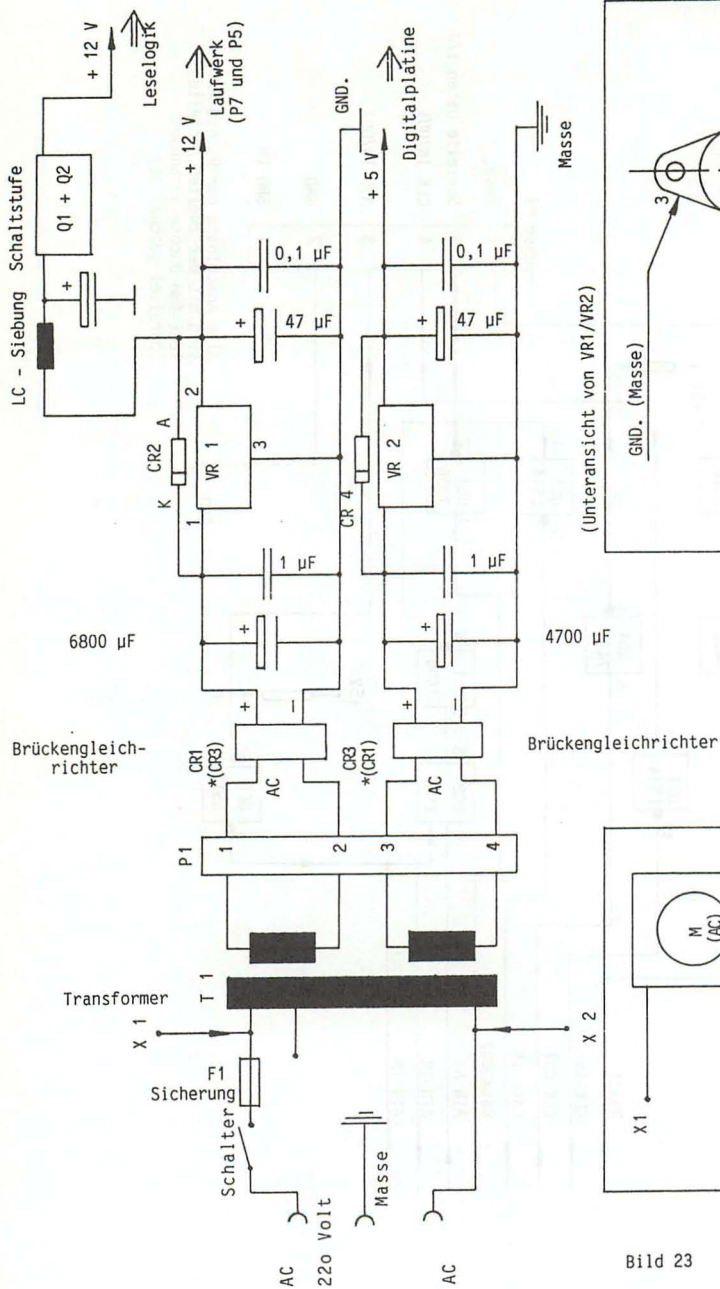 LC - Siebung Schaltstufe
Q1 + Q2
+ 12 V
Leselogik
+
+ 12 V
Laufwerk
(P7 und P5)
GND.
K
CR2
A
1
VR 1
2
3
1 µF
+
47 µF
0,1 µF
6800 µF
+
Brückengleich-
richter
CR1
*(CR3)
AC
+
–
P1
1
2
3
4
CR3
*(CR1)
AC
+
–
Brückengleichrichter
4700 µF
+
1 µF
CR 4
VR 2
+
47 µF
0,1 µF
+ 5 V
Digitalplatine
Masse
Transformer
T 1
X 1
X 2
F1
Sicherung
Schalter
AC
22o Volt
Masse
AC
(Unteransicht von VR1/VR2)
GND. (Masse)
3
M
(AC)
X1
Bild 23